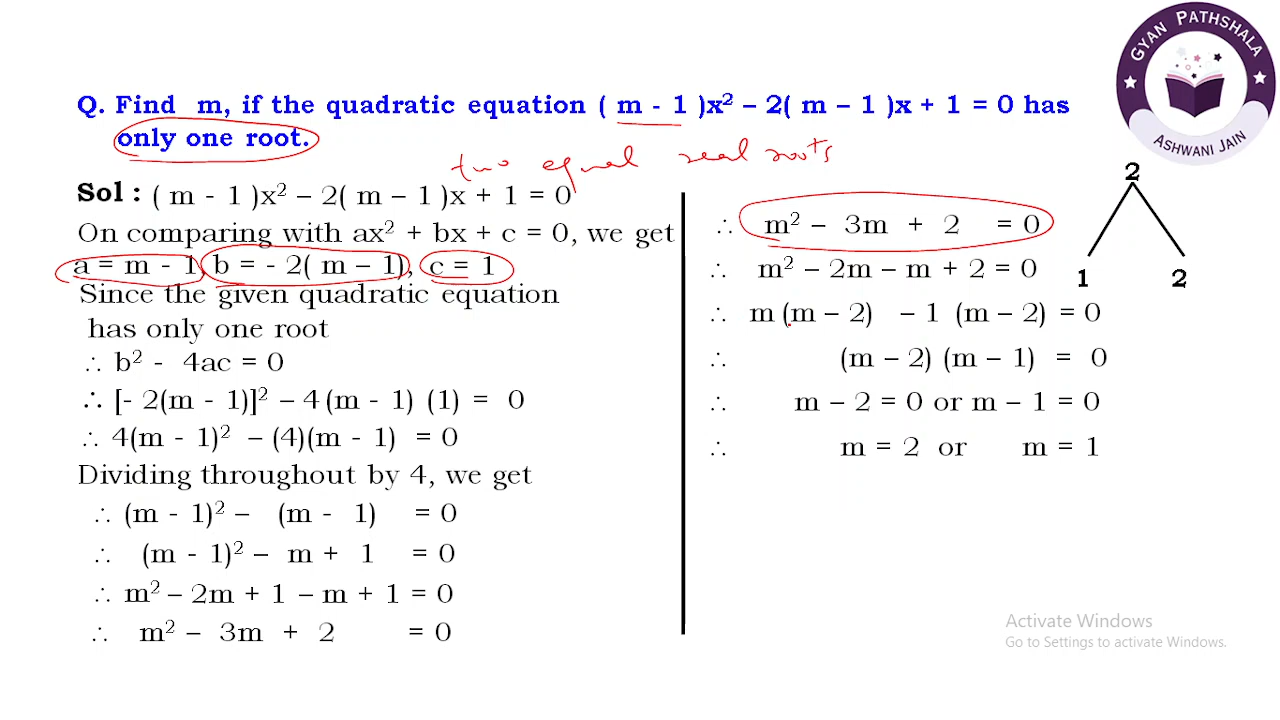 GYAN PATHSHALA
ASHWANI JAIN
Q. Find m, if the quadratic equation ( m - 1 )x² – 2( m – 1 )x + 1 = 0 has
only one root.
two equal real roots
Sol : ( m - 1 )x² – 2( m – 1 )x + 1 = 0
On comparing with ax² + bx + c = 0, we get
a = m - 1, b = - 2( m – 1), c = 1
Since the given quadratic equation
has only one root
∴ b² - 4ac = 0
∴ [- 2(m - 1)]² – 4 (m - 1) (1) = 0
∴ 4(m - 1)² – (4)(m - 1) = 0
Dividing throughout by 4, we get
∴ (m - 1)² – (m - 1) = 0
∴ (m - 1)² – m + 1 = 0
∴ m² – 2m + 1 – m + 1 = 0
∴ m² – 3m + 2 = 0
∴ m² – 3m + 2 = 0
∴ m² – 2m – m + 2 = 0
∴ m (m – 2) – 1 (m – 2) = 0
∴ (m – 2) (m – 1) = 0
∴ m – 2 = 0 or m – 1 = 0
∴ m = 2 or m = 1
2
1 2
Activate Windows
Go to Settings to activate Windows.